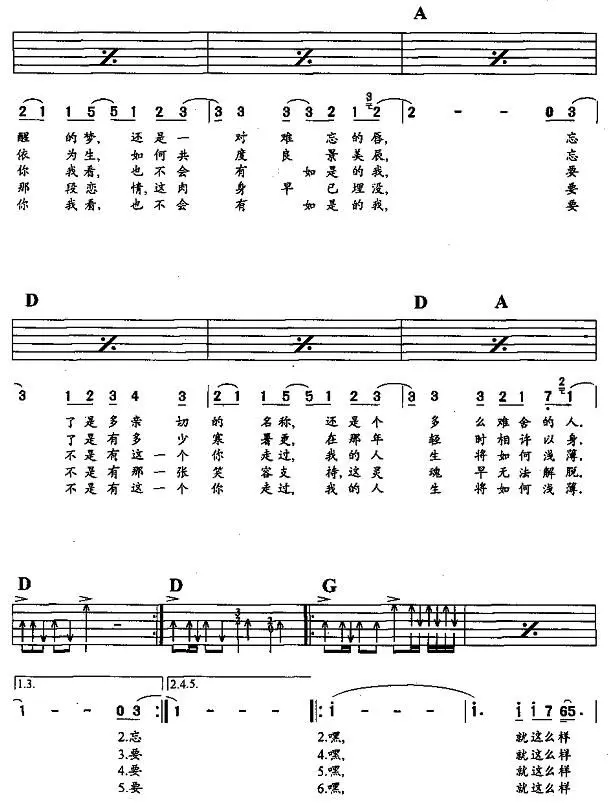 A
2 1 1 5 5 1 2 3 3 3 3 3 2 1 2 2 - - 0 3
醒 的 梦, 还 是 一 对 难 忘 的 唇, 忘
依 为 生, 如 何 共 度 良 景 美 辰, 忘
你 我 看, 也 不 会 有 如 是 的 我, 要
那 段 恋 情, 这 肉 身 早 已 埋 没, 要
你 我 看, 也 不 会 有 如 是 的 我, 要
D D A
3 1 2 3 4 3 2 1 1 5 5 1 2 3 3 3 3 2 1 7 1
了 是 多 亲 切 的 名 称, 还 是 个 多 么 难 舍 的 人.
了 是 有 多 少 寒 暑 更, 在 那 年 轻 时 相 许 以 身,
不 是 有 这 一 个 你 走 过, 我 的 人 生 将 如 何 浅 薄.
不 是 有 那 一 张 笑 容 支 持, 这 灵 魂 早 无 法 解 脱.
不 是 有 这 一 个 你 走 过, 我 的 人 生 将 如 何 浅 薄.
D D G
1.3. 2.4.5.
1 - - 0 3 1 - - - 1 - - - 1. 1 1 7 65.
2.忘 2.嘿, 就这么样
3.要 4.嘿, 就这么样
4.要 5.嘿, 就这么样
5.要 6.嘿, 就这么样